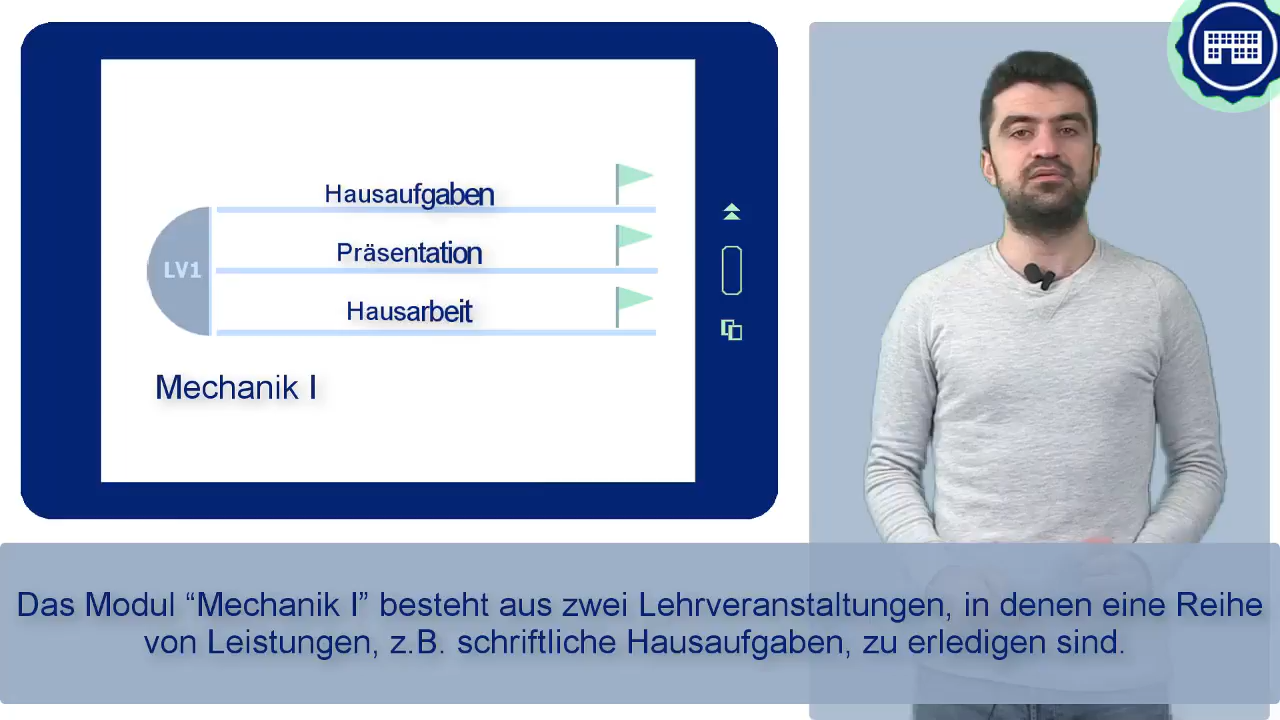 Hausaufgaben
Präsentation
LV1
Hausarbeit
Mechanik I
Das Modul “Mechanik I” besteht aus zwei Lehrveranstaltungen, in denen eine Reihe
von Leistungen, z.B. schriftliche Hausaufgaben, zu erledigen sind.